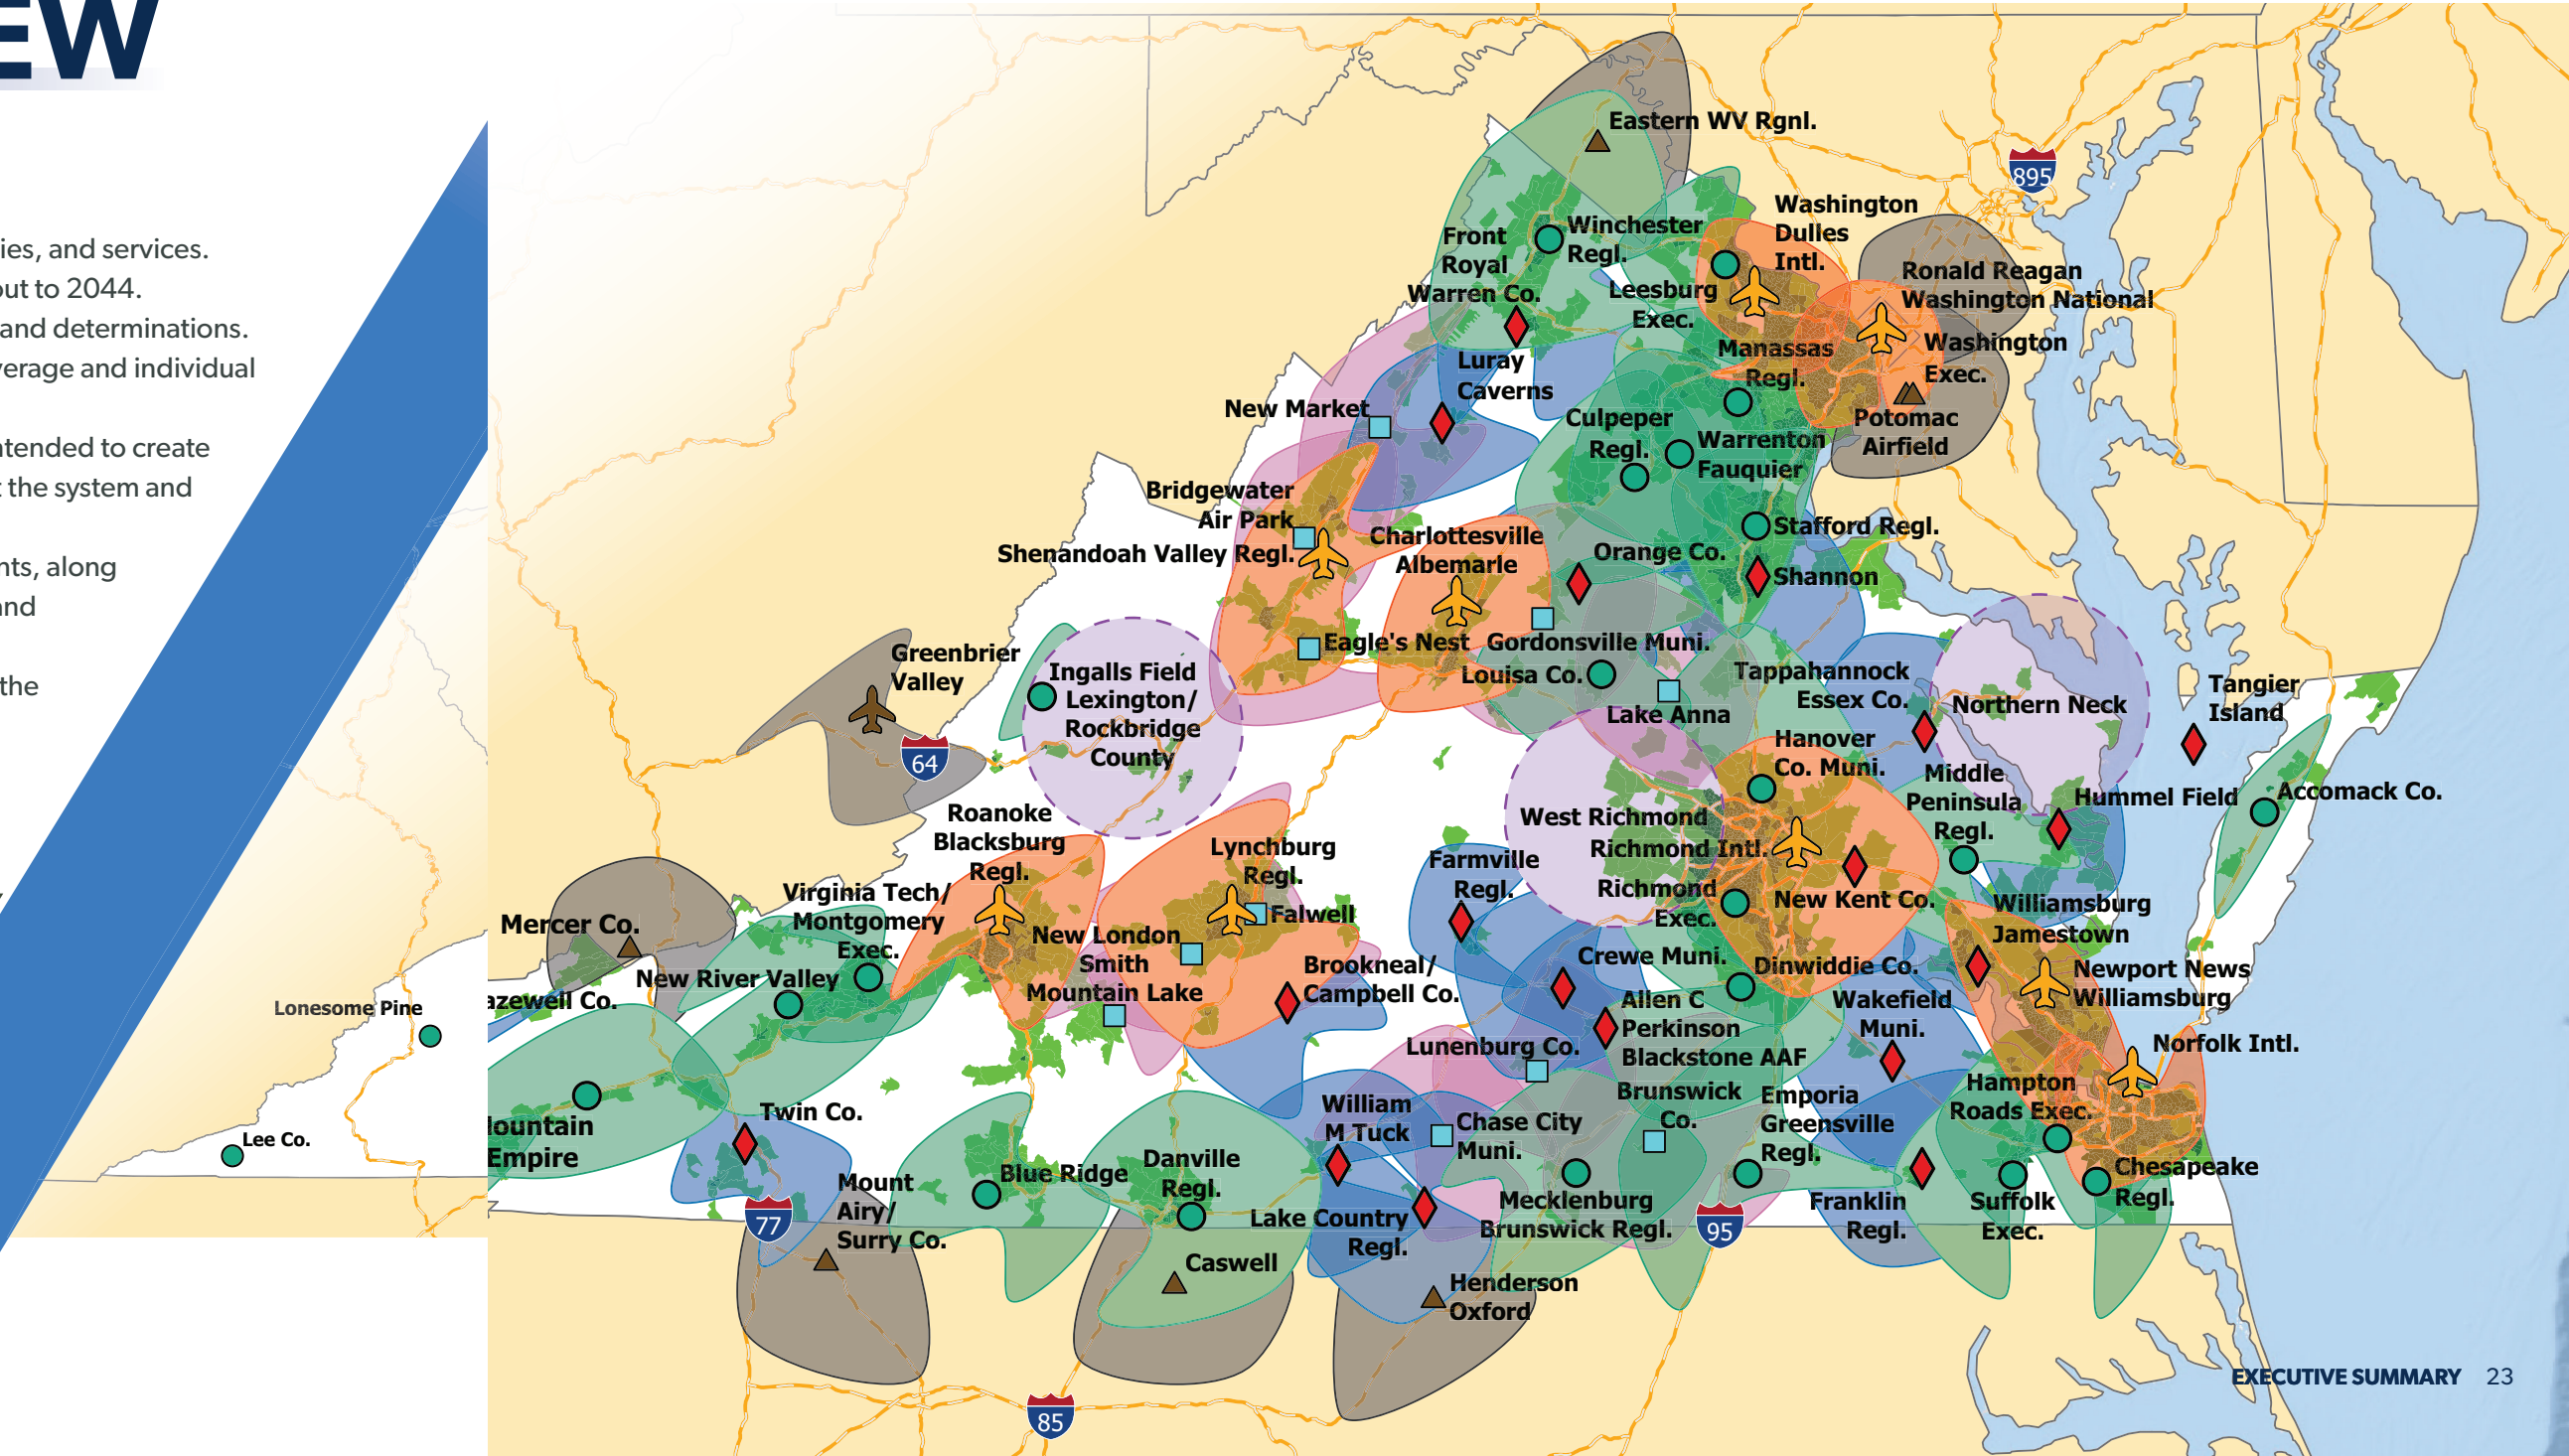 EW
ies, and services.
out to 2044.
and determinations.
verage and individual
ntended to create
t the system and
nts, along
and
the
Eastern WV Rgnl.
895
Winchester
Regl.
Washington
Dulles
Intl.
Front
Royal
Warren Co.
Leesburg
Exec.
Ronald Reagan
Washington National
Washington
Exec.
Manassas
Regl.
Luray
Caverns
New Market
Culpeper
Regl.
Potomac
Airfield
Warrenton
Fauquier
Bridgewater
Air Park
Shenandoah Valley Regl.
Charlottesville
Albemarle
Orange Co.
Stafford Regl.
Shannon
Eagle's Nest
Gordonsville Muni.
Louisa Co.
Lake Anna
Greenbrier
Valley
64
Ingalls Field
Lexington/
Rockbridge
County
Tappahannock
Essex Co.
Northern Neck
Tangier
Island
Hanover
Co. Muni.
Middle
Peninsula
Regl.
Hummel Field
Accomack Co.
West Richmond
Richmond Intl.
Richmond
Exec.
New Kent Co.
Roanoke
Blacksburg
Regl.
Lynchburg
Regl.
Falwell
Farmville
Regl.
Virginia Tech/
Montgomery
Exec.
Mercer Co.
New River Valley
New London
Smith
Mountain Lake
Brookneal/
Campbell Co.
Crewe Muni.
Dinwiddie Co.
Williamsburg
Jamestown
Newport News
Williamsburg
Wakefield
Muni.
Allen C
Perkinson
Blackstone AAF
Lunenburg Co.
Norfolk Intl.
azewell Co.
Lonesome Pine
Lee Co.
ountain
Empire
Twin Co.
77
Mount
Airy/
Surry Co.
Blue Ridge
Danville
Regl.
Caswell
William
M Tuck
Chase City
Muni.
Lake Country
Regl.
Brunswick
Co.
Mecklenburg
Brunswick Regl.
Emporia
Greensville
Regl.
95
Hampton
Roads Exec.
Franklin
Regl.
Suffolk
Exec.
Chesapeake
Regl.
Henderson
Oxford
85
EXECUTIVE SUMMARY 23